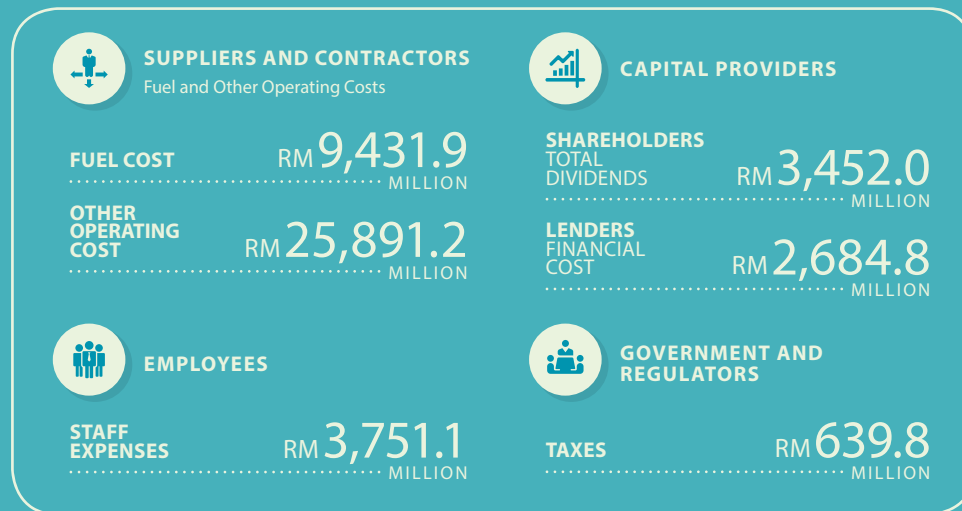 SUPPLIERS AND CONTRACTORS
Fuel and Other Operating Costs
FUEL COST RM 9,431.9
MILLION
OTHER
OPERATING
COST RM 25,891.2
MILLION
CAPITAL PROVIDERS
SHAREHOLDERS
TOTAL
DIVIDENDS RM 3,452.0
MILLION
LENDERS
FINANCIAL
COST RM 2,684.8
MILLION
EMPLOYEES
STAFF
EXPENSES RM 3,751.1
MILLION
GOVERNMENT AND
REGULATORS
TAXES RM 639.8
MILLION